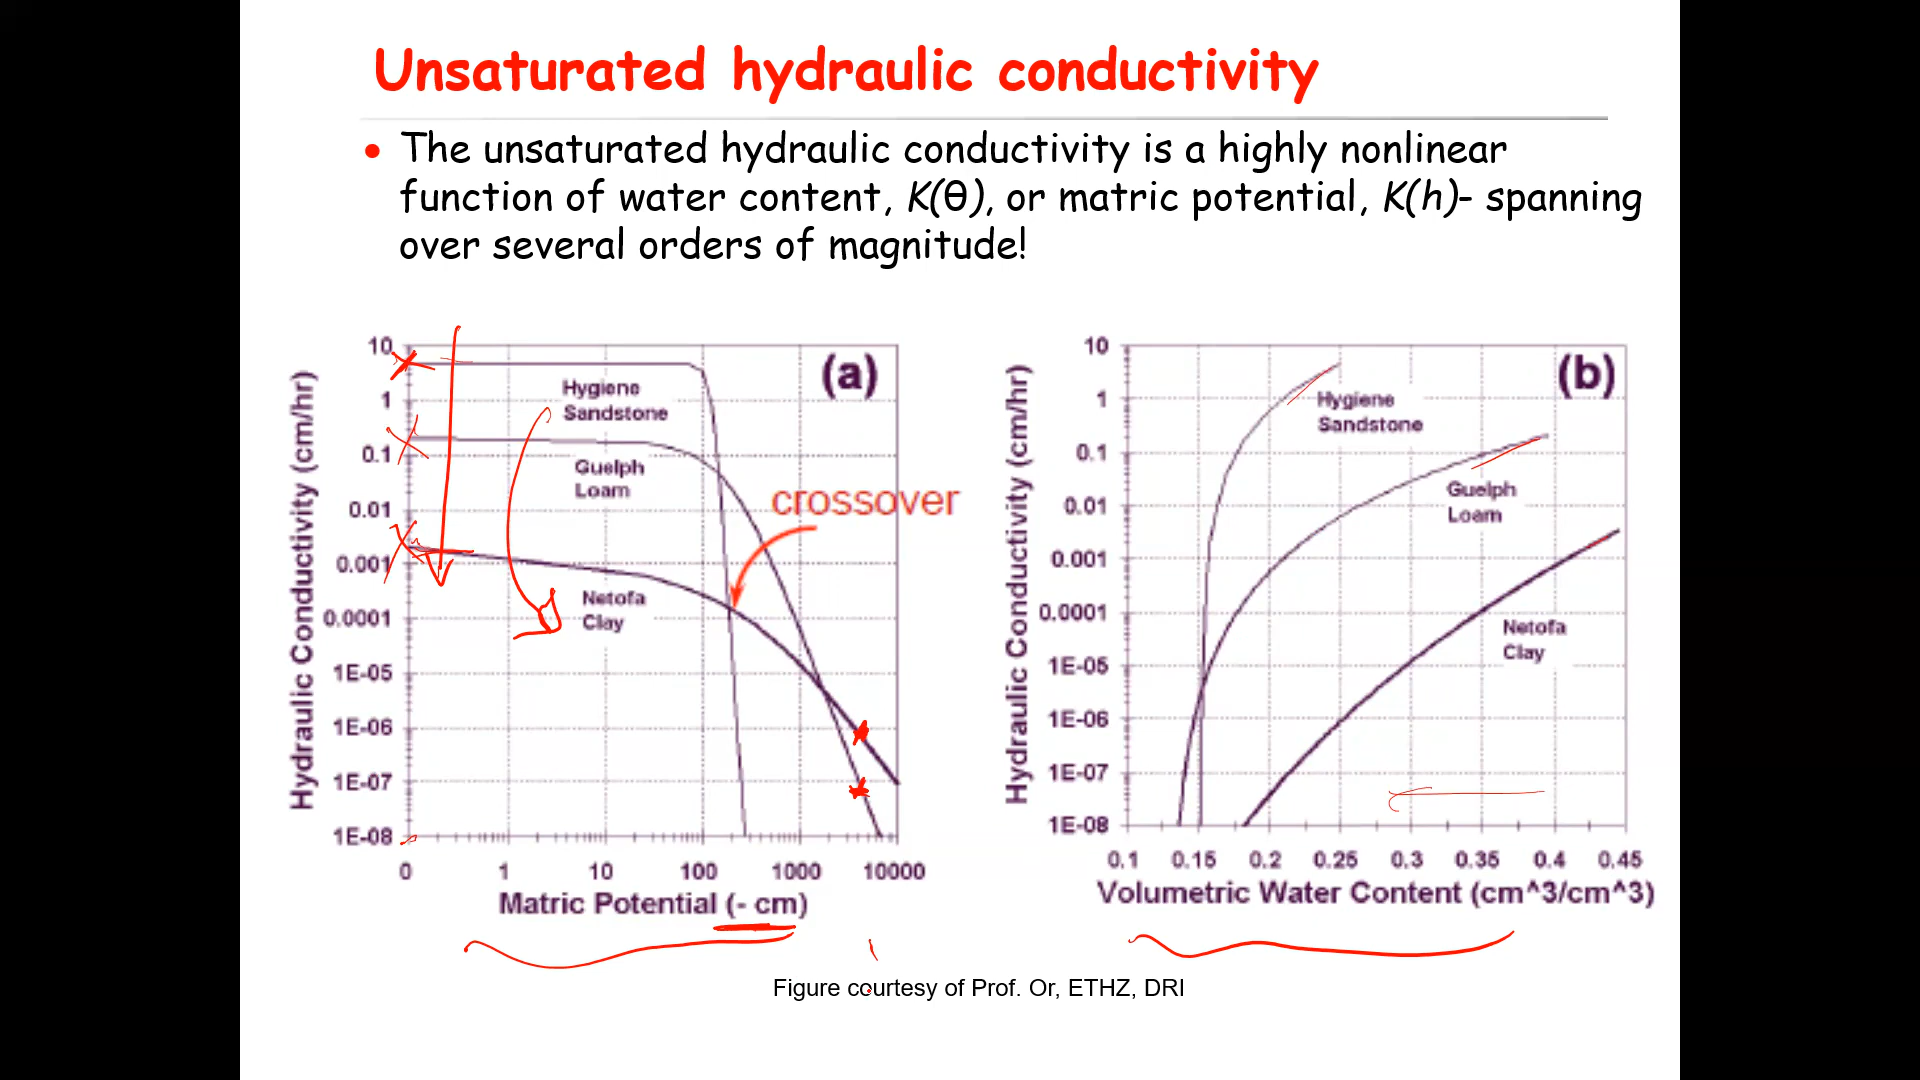 Unsaturated hydraulic conductivity
• The unsaturated hydraulic conductivity is a highly nonlinear
function of water content, K(θ), or matric potential, K(h)- spanning
over several orders of magnitude!
(a)
Hydraulic Conductivity (cm/hr)
10
1
0.1
0.01
0.001
0.0001
1E-05
1E-06
1E-07
1E-08
Hygiene
Sandstone
Guelph
Loam
crossover
Netofa
Clay
0 1 10 100 1000 10000
Matric Potential (- cm)
(b)
Hydraulic Conductivity (cm/hr)
10
1
0.1
0.01
0.001
0.0001
1E-05
1E-06
1E-07
1E-08
Hygiene
Sandstone
Guelph
Loam
Netofa
Clay
0.1 0.15 0.2 0.25 0.3 0.35 0.4 0.45
Volumetric Water Content (cm^3/cm^3)
Figure courtesy of Prof. Or, ETHZ, DRI